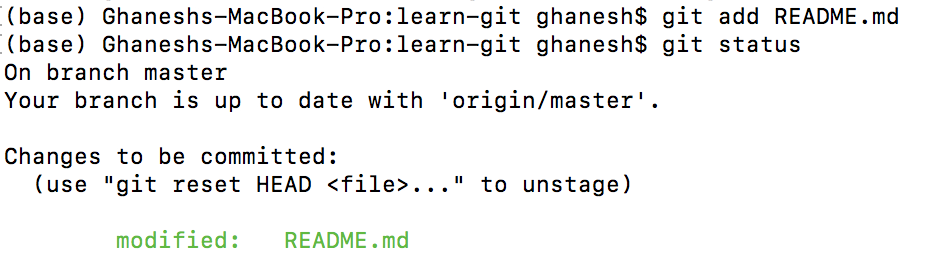 (base) Ghaneshs-MacBook-Pro:learn-git ghanesh$ git add README.md
(base) Ghaneshs-MacBook-Pro:learn-git ghanesh$ git status
On branch master
Your branch is up to date with 'origin/master'.
Changes to be committed:
(use "git reset HEAD <file>..." to unstage)
modified: README.md